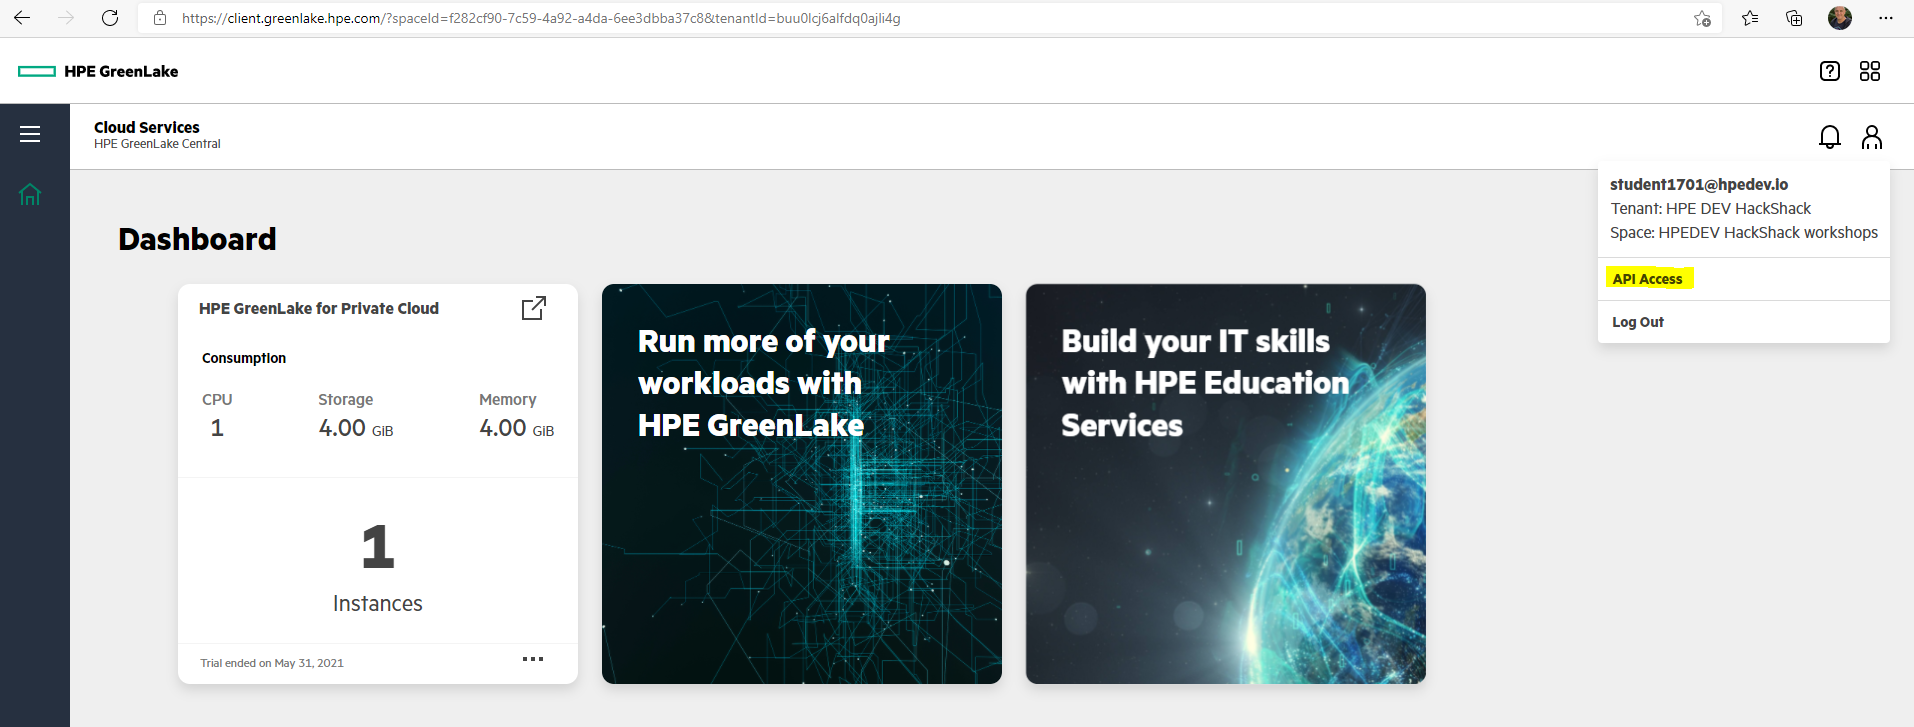 https://client.greenlake.hpe.com/?spaceId=f282cf90-7c59-4a92-a4da-6ee3dbba37c8&tenantId=buu0lcj6alfdq0ajli4g
HPE GreenLake
Cloud Services
HPE GreenLake Central
student1701@hpedev.io
Tenant: HPE DEV HackShack
Space: HPEDEV HackShack workshops
API Access
Log Out
Dashboard
HPE GreenLake for Private Cloud
Consumption
CPU Storage Memory
1 4.00 GiB 4.00 GiB
1
Instances
Trial ended on May 31, 2021
Run more of your
workloads with
HPE GreenLake
Build your IT skills
with HPE Education
Services